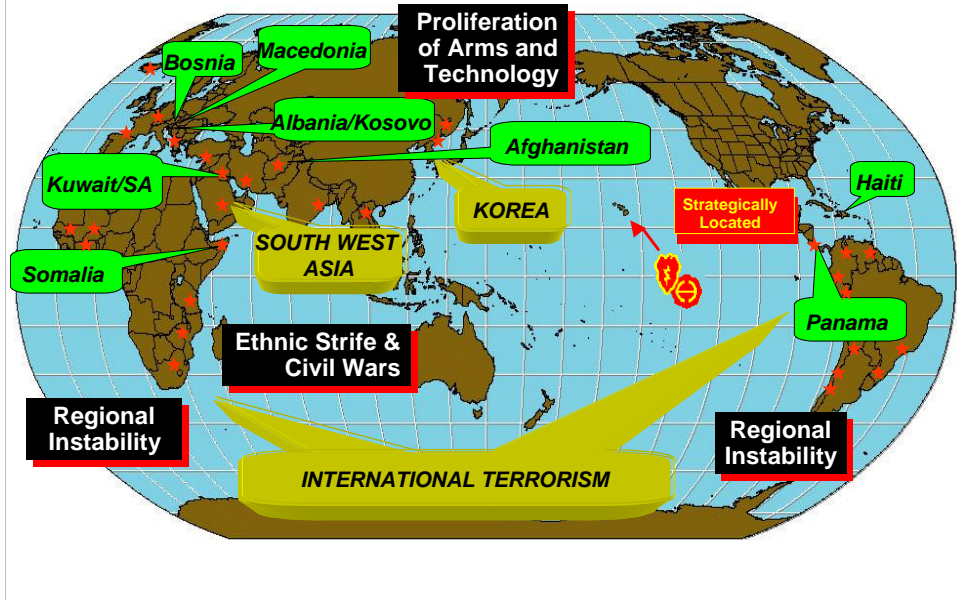 Proliferation
of Arms and
Technology
Macedonia
Bosnia
Albania/Kosovo
Afghanistan
Kuwait/SA
Haiti
KOREA
Strategically
Located
SOUTH WEST
ASIA
Somalia
Panama
Ethnic Strife &
Civil Wars
Regional
Instability
Regional
Instability
INTERNATIONAL TERRORISM